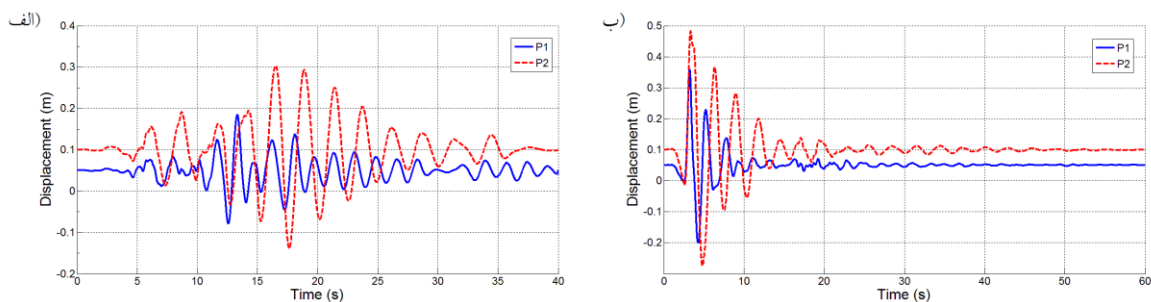 الف)
0.4
0.3
0.2
0.1
0
-0.1
-0.2
Displacement (m)
P1
P2
0 5 10 15 20 25 30 35 40
Time (s)
ب)
0.5
0.4
0.3
0.2
0.1
0
-0.1
-0.2
Displacement (m)
P1
P2
0 10 20 30 40 50 60
Time (s)